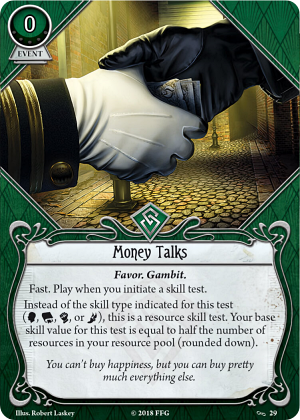 0
EVENT
Money Talks
Favor. Gambit.
Fast. Play when you initiate a skill test.
Instead of the skill type indicated for this test
(, , , or ), this is a resource skill test. Your base
skill value for this test is equal to half the number of
resources in your resource pool (rounded down).
You can't buy happiness, but you can buy pretty
much everything else.
Illus. Robert Laskey
© 2018 FFG
29